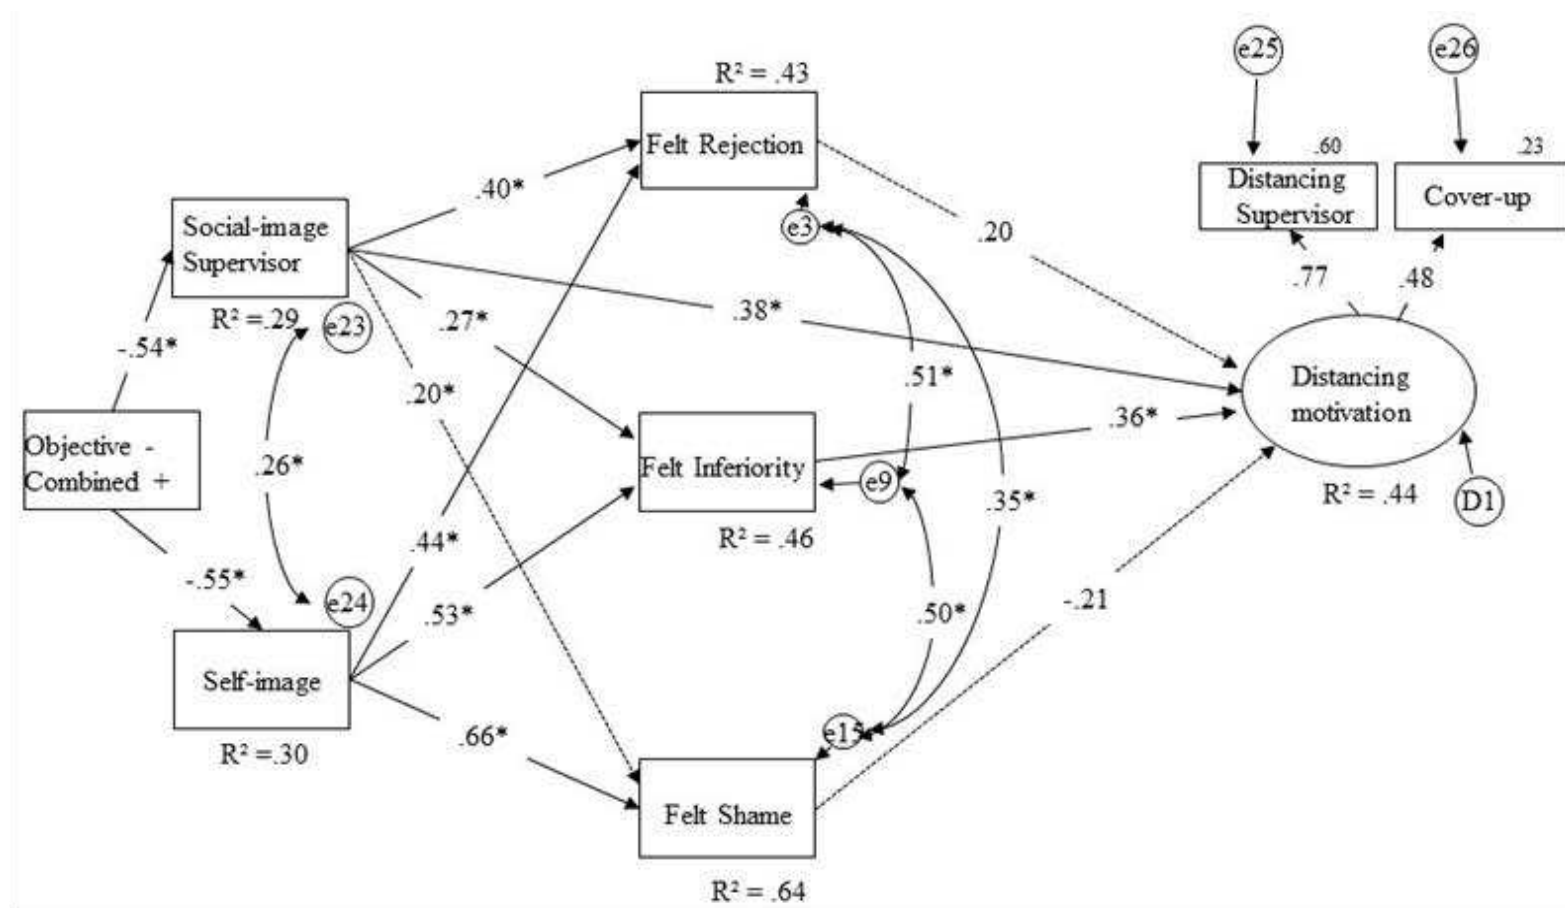 e25
e26
R² = .43
.60
.23
Felt Rejection
Distancing
Supervisor
Cover-up
.40*
e3
.20
Social-image
Supervisor
.77
.48
R² =.29
e23
.27*
.38*
-.54*
.20*
.51*
Distancing
motivation
.36*
Objective -
Combined +
.26*
Felt Inferiority
e9
.35*
R² = .44
D1
.44*
R² = .46
-.55*
e24
.53*
.50*
-.21
Self-image
.66*
e15
R² =.30
Felt Shame
R² = .64